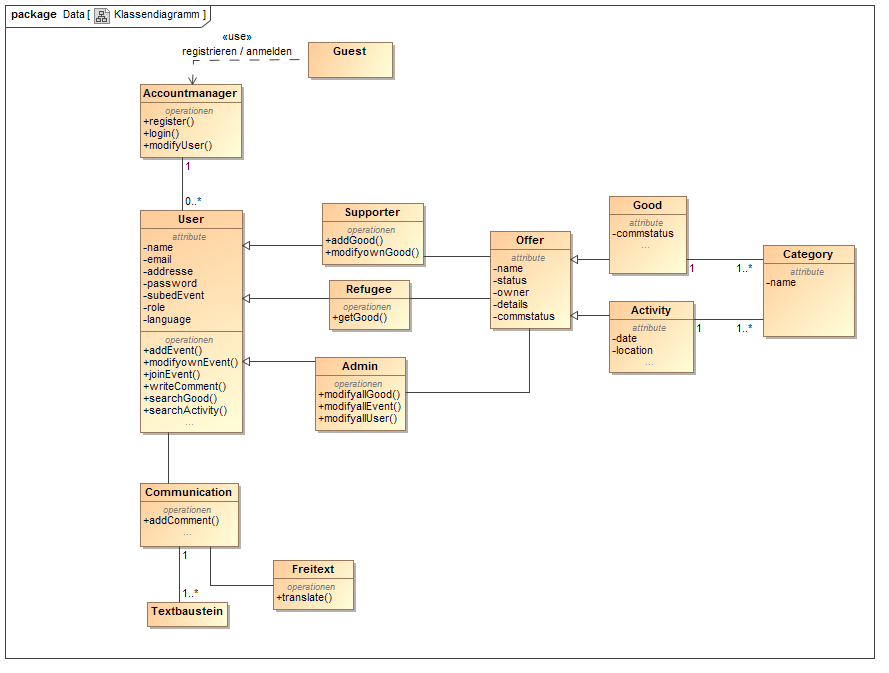 package Data [ Klassendiagramm ]
«use»
registrieren / anmelden
Guest
Accountmanager
operationen
+register()
+login()
+modifyUser()
1
0..*
User
attribute
-name
-email
-addresse
-password
-subedEvent
-role
-language
operationen
+addEvent()
+modifyownEvent()
+joinEvent()
+writeComment()
+searchGood()
+searchActivity()
...
Supporter
operationen
+addGood()
+modifyownGood()
Refugee
operationen
+getGood()
Admin
operationen
+modifyallGood()
+modifyallEvent()
+modifyallUser()
Offer
attribute
-name
-status
-owner
-details
-commstatus
Good
attribute
-commstatus
...
1
1..*
Activity
attribute
-date
-location
...
1
1..*
Category
attribute
-name
Communication
operationen
+addComment()
...
1
1..*
Textbaustein
Freitext
operationen
+translate()